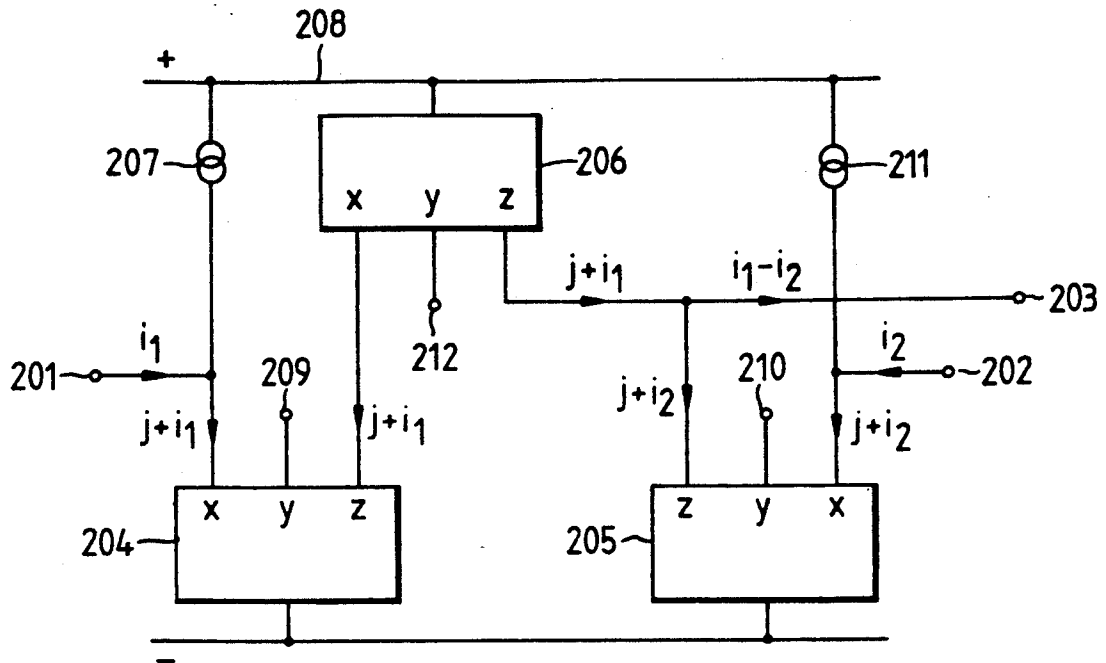 208
+
207
206
211
x y z
j+i₁
i₁-i₂
203
i₁
212
i₂
201
209
210
202
j+i₂
j+i₁
j+i₁
j+i₂
x y z
z y x
204
205
−